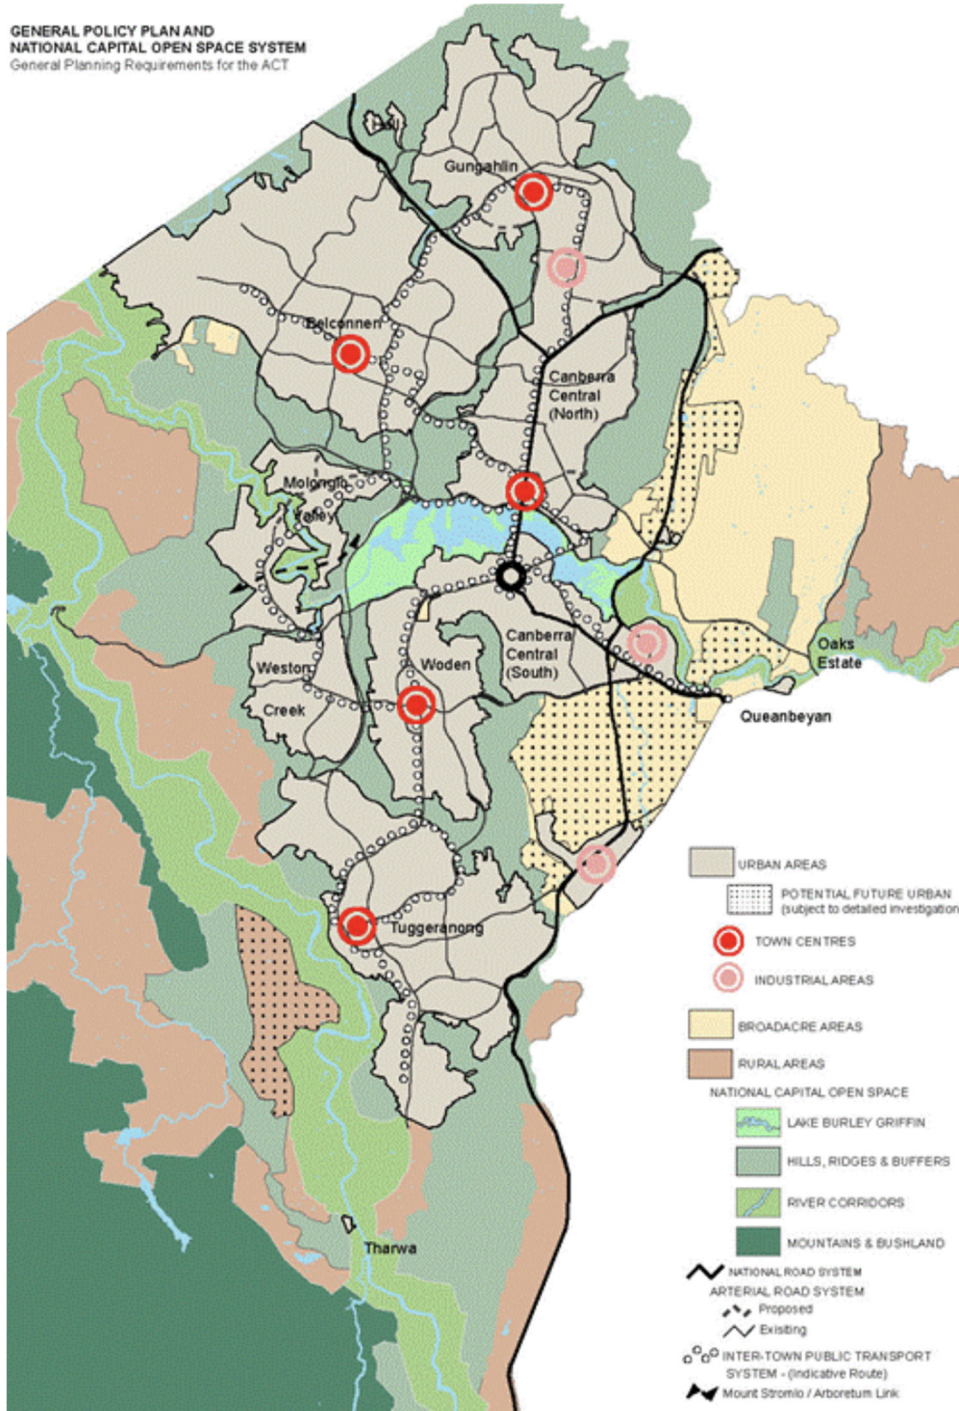 GENERAL POLICY PLAN AND
NATIONAL CAPITAL OPEN SPACE SYSTEM
General Planning Requirements for the ACT
Hall
Gungahlin
Belconnen
Canberra
Central
(North)
Molonglo
Valley
Canberra
Central
(South)
Oaks
Estate
Weston
Woden
Creek
Queanbeyan
Tuggeranong
Tharwa
URBAN AREAS
POTENTIAL FUTURE URBAN
(subject to detailed investigation
TOWN CENTRES
INDUSTRIAL AREAS
BROADACRE AREAS
RURAL AREAS
NATIONAL CAPITAL OPEN SPACE
LAKE BURLEY GRIFFIN
HILLS, RIDGES & BUFFERS
RIVER CORRIDORS
MOUNTAINS & BUSHLAND
NATIONAL ROAD SYSTEM
ARTERIAL ROAD SYSTEM
Proposed
Exisiting
INTER-TOWN PUBLIC TRANSPORT
SYSTEM - (Indicative Route)
Mount Stromlo / Arboretum Link